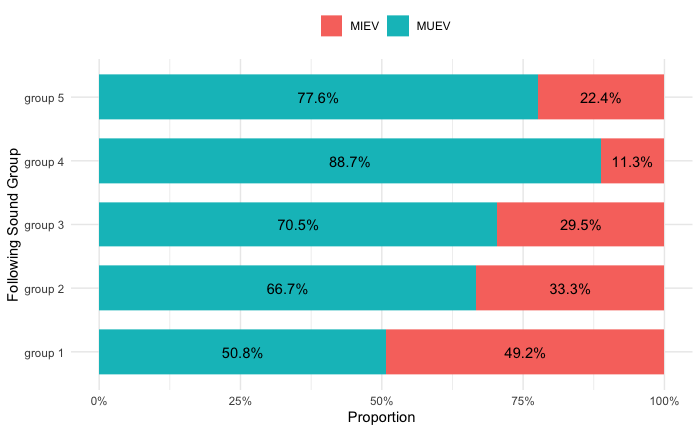 MIEV MUEV
Following Sound Group
group 5 77.6% 22.4%
group 4 88.7% 11.3%
group 3 70.5% 29.5%
group 2 66.7% 33.3%
group 1 50.8% 49.2%
0% 25% 50% 75% 100%
Proportion